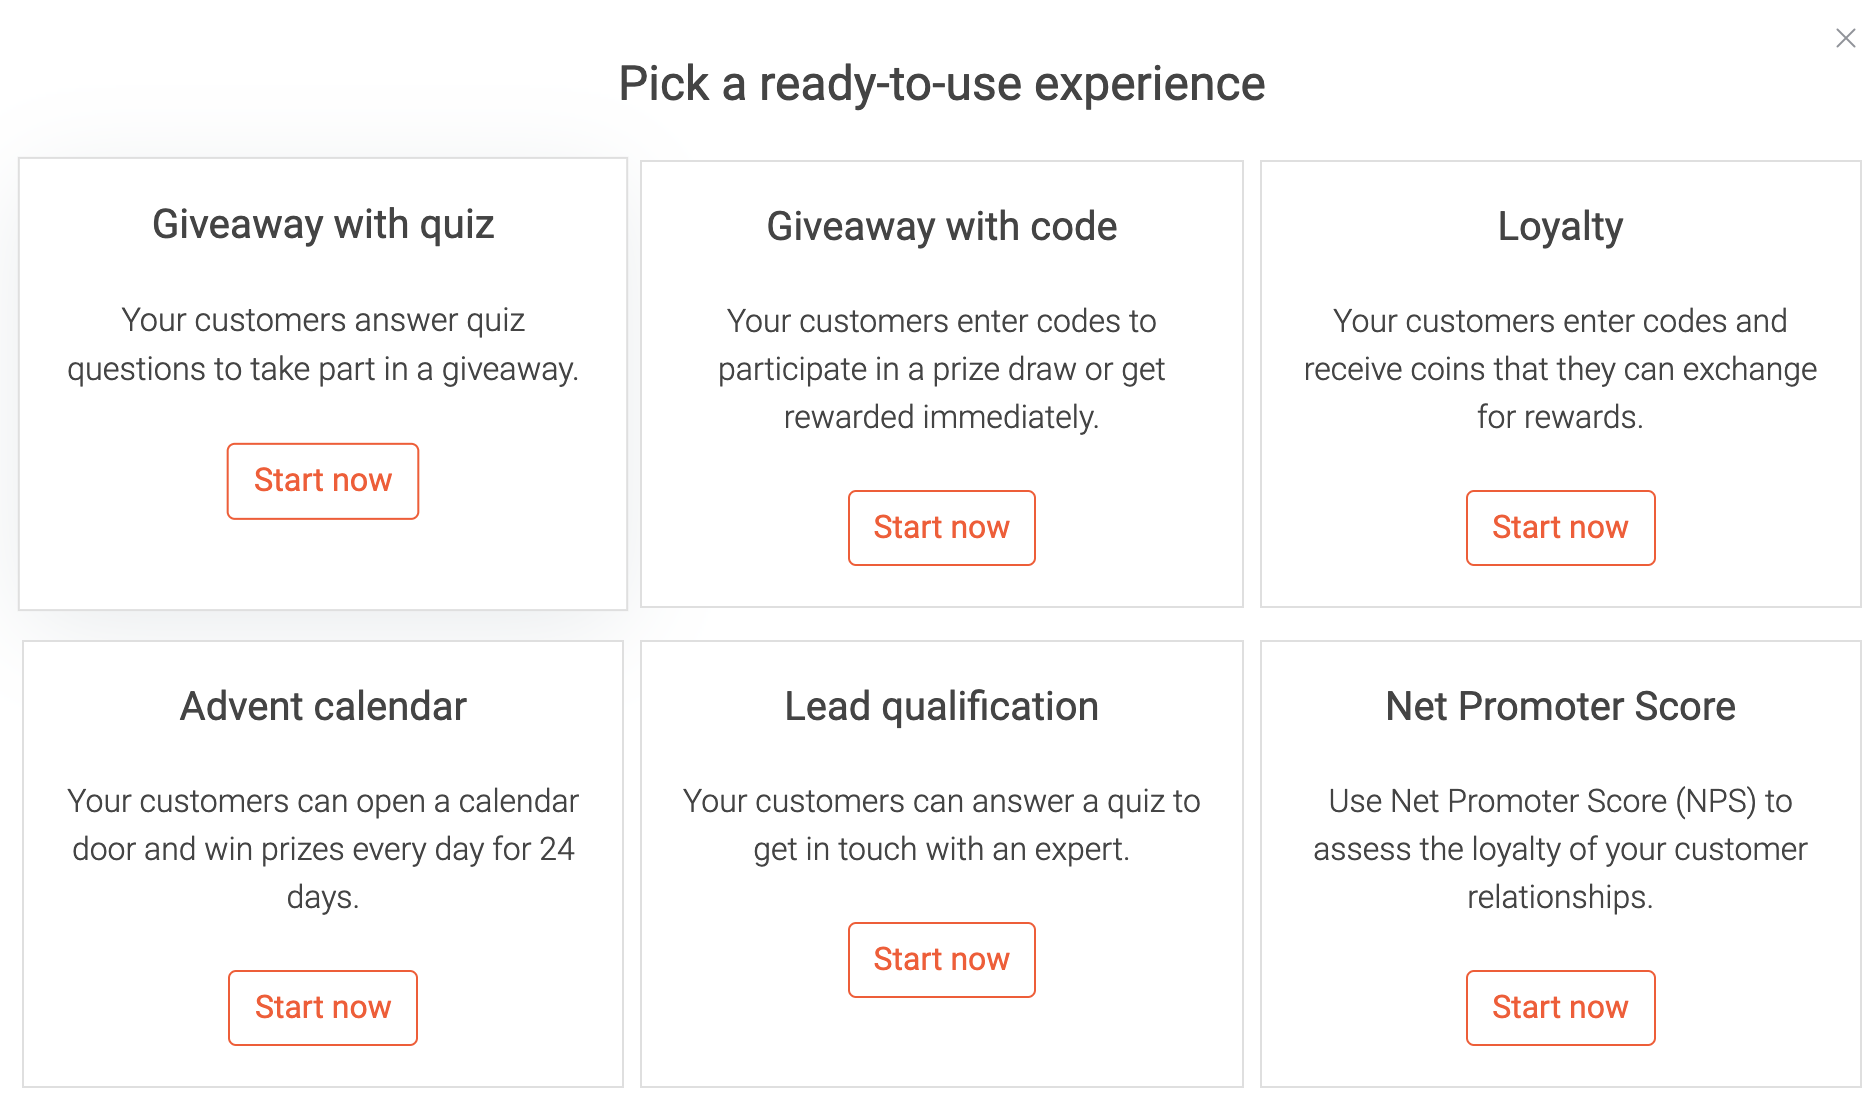 Pick a ready-to-use experience
Giveaway with quiz
Your customers answer quiz
questions to take part in a giveaway.
Start now
Giveaway with code
Your customers enter codes to
participate in a prize draw or get
rewarded immediately.
Start now
Loyalty
Your customers enter codes and
receive coins that they can exchange
for rewards.
Start now
Advent calendar
Your customers can open a calendar
door and win prizes every day for 24
days.
Start now
Lead qualification
Your customers can answer a quiz to
get in touch with an expert.
Start now
Net Promoter Score
Use Net Promoter Score (NPS) to
assess the loyalty of your customer
relationships.
Start now